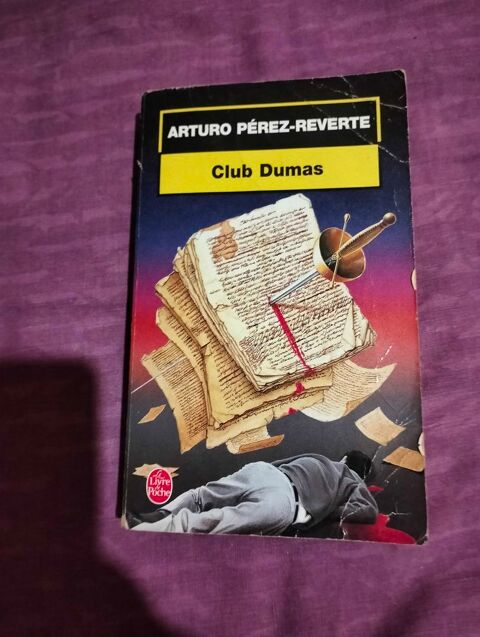 ARTURO PÉREZ-REVERTE
Club Dumas
Le
Livre
de
Poche